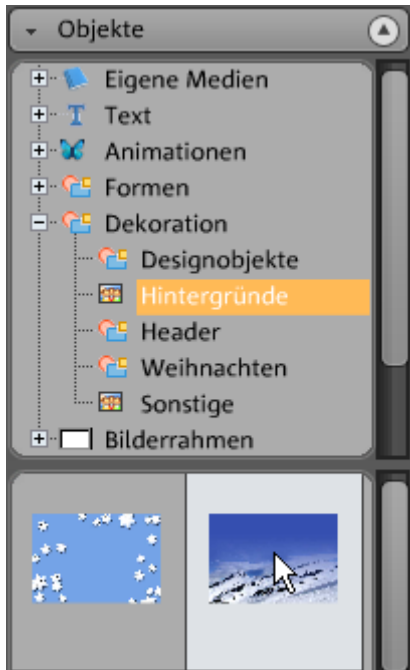 Objekte
Eigene Medien
Text
Animationen
Formen
Dekoration
Designobjekte
Hintergründe
Header
Weihnachten
Sonstige
Bilderrahmen